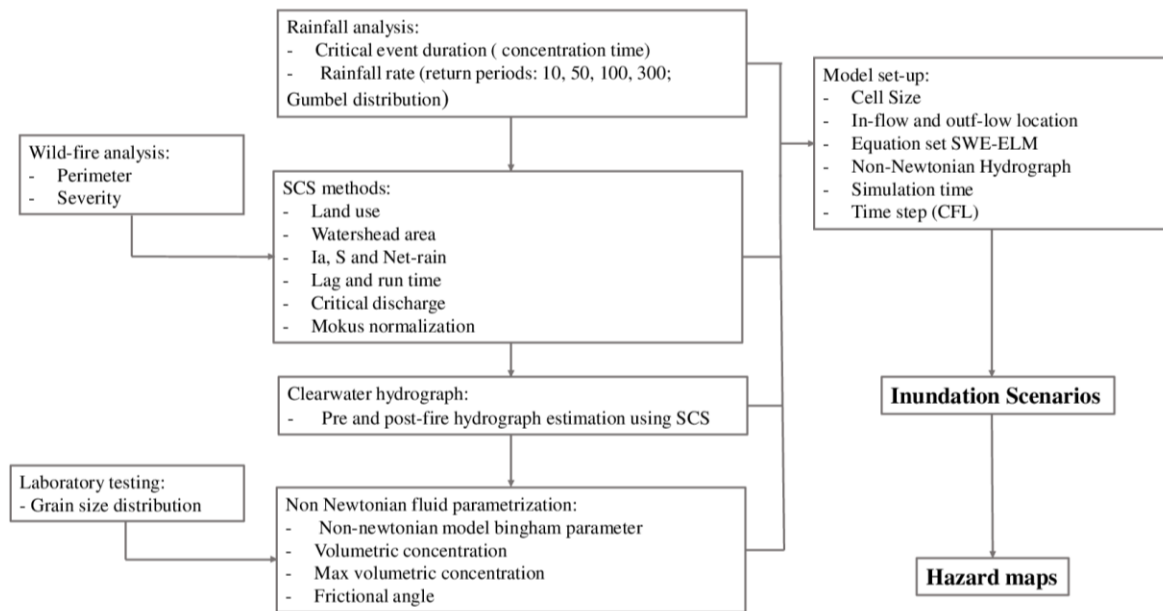 Rainfall analysis:
- Critical event duration ( concentration time)
- Rainfall rate (return periods: 10, 50, 100, 300;
Gumbel distribution)
Wild-fire analysis:
- Perimeter
- Severity
SCS methods:
- Land use
- Watershead area
- Ia, S and Net-rain
- Lag and run time
- Critical discharge
- Mokus normalization
Clearwater hydrograph:
- Pre and post-fire hydrograph estimation using SCS
Laboratory testing:
- Grain size distribution
Non Newtonian fluid parametrization:
- Non-newtonian model bingham parameter
- Volumetric concentration
- Max volumetric concentration
- Frictional angle
Model set-up:
- Cell Size
- In-flow and outf-low location
- Equation set SWE-ELM
- Non-Newtonian Hydrograph
- Simulation time
- Time step (CFL)
Inundation Scenarios
Hazard maps